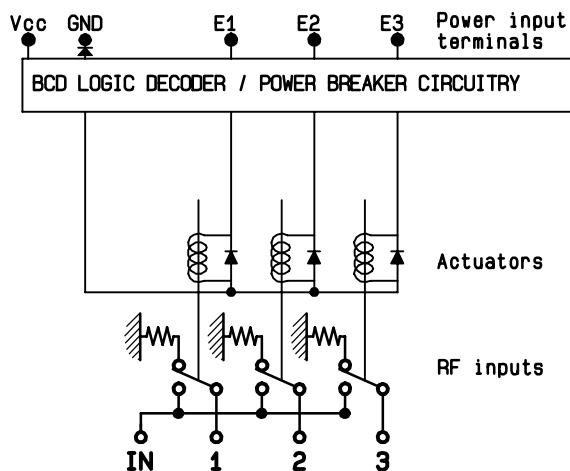 Vcc GND E1 E2 E3 Power input
terminals
BCD LOGIC DECODER / POWER BREAKER CIRCUITRY
Actuators
RF inputs
IN 1 2 3